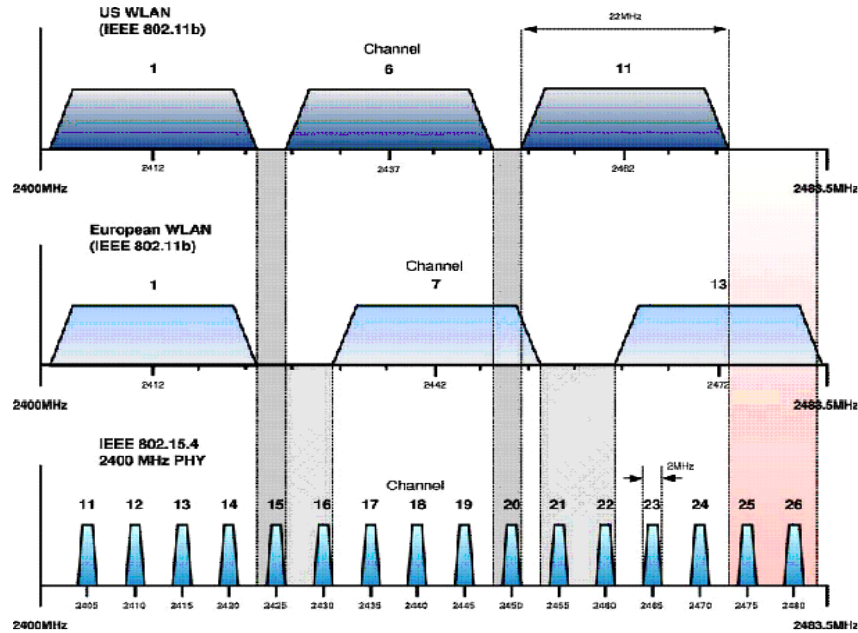 US WLAN
(IEEE 802.11b)
22MHz
Channel
1 6 11
2412 2437 2462
2400MHz 2483.5MHz
European WLAN
(IEEE 802.11b)
Channel
1 7 13
2412 2442 2472
2400MHz 2483.5MHz
IEEE 802.15.4
2400 MHz PHY
2MHz
Channel
11 12 13 14 15 16 17 18 19 20 21 22 23 24 25 26
2405 2410 2415 2420 2425 2430 2435 2440 2445 2450 2455 2460 2465 2470 2475 2480
2400MHz 2483.5MHz